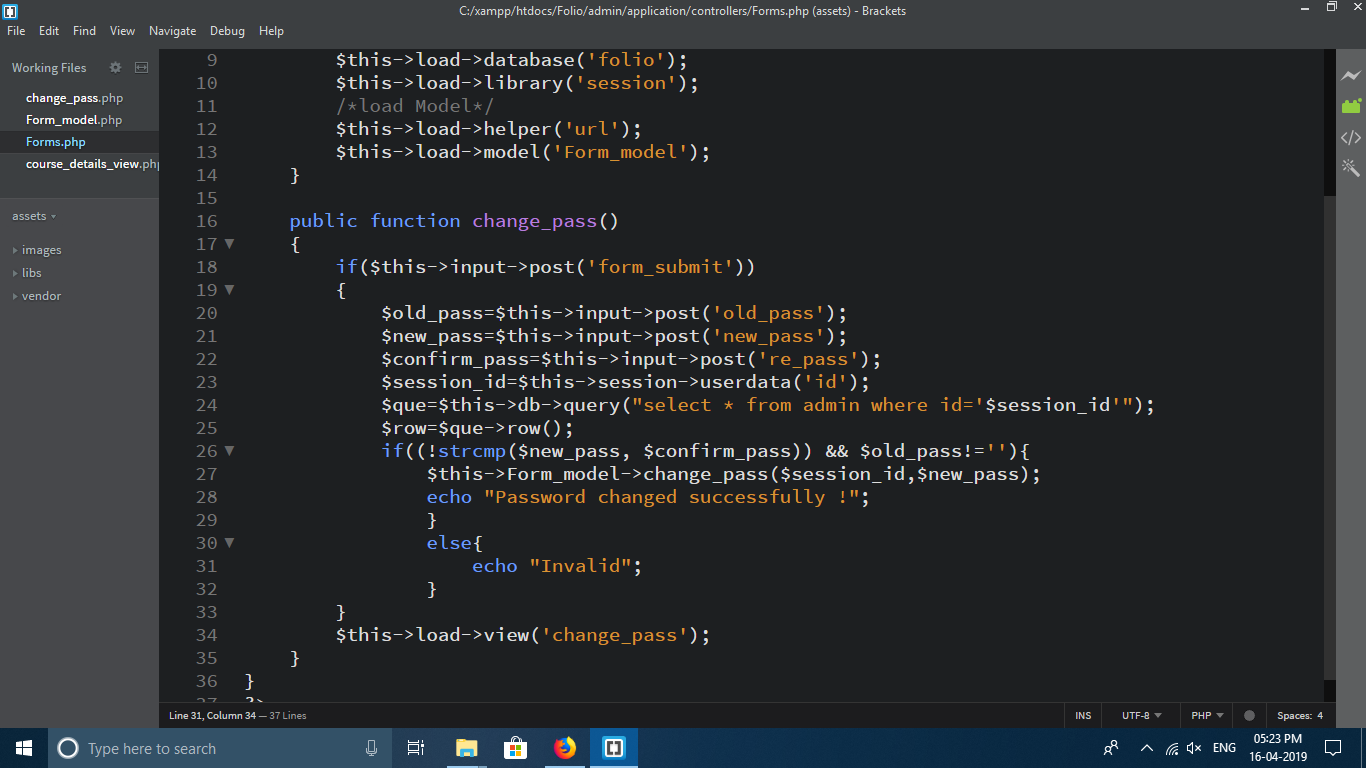 C:/xampp/htdocs/Folio/admin/application/controllers/Forms.php (assets) - Brackets
File Edit Find View Navigate Debug Help
Working Files
change_pass.php
Form_model.php
Forms.php
course_details_view.php
assets
images
libs
vendor
9 $this->load->database('folio');
10 $this->load->library('session');
11 /*load Model*/
12 $this->load->helper('url');
13 $this->load->model('Form_model');
14 }
15
16 public function change_pass()
17 {
18 if($this->input->post('form_submit'))
19 {
20 $old_pass=$this->input->post('old_pass');
21 $new_pass=$this->input->post('new_pass');
22 $confirm_pass=$this->input->post('re_pass');
23 $session_id=$this->session->userdata('id');
24 $que=$this->db->query("select * from admin where id='$session_id'");
25 $row=$que->row();
26 if((!strcmp($new_pass, $confirm_pass)) && $old_pass!=''){
27 $this->Form_model->change_pass($session_id,$new_pass);
28 echo "Password changed successfully !";
29 }
30 else{
31 echo "Invalid";
32 }
33 }
34 $this->load->view('change_pass');
35 }
36 }
37 ?>
Line 31, Column 34 — 37 Lines
INS UTF-8 PHP Spaces: 4
Type here to search
ENG
05:23 PM
16-04-2019